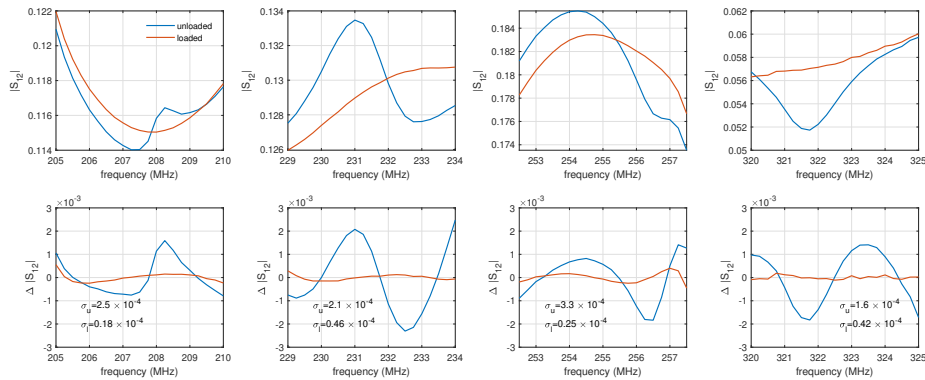 0.122
0.12
0.118
0.116
0.114
|S12|
unloaded
loaded
205 206 207 208 209 210
frequency (MHz)
0.134
0.132
0.13
0.128
0.126
|S12|
229 230 231 232 233 234
frequency (MHz)
0.184
0.182
0.18
0.178
0.176
0.174
|S12|
253 254 255 256 257
frequency (MHz)
0.062
0.06
0.058
0.056
0.054
0.052
0.05
|S12|
320 321 322 323 324 325
frequency (MHz)
×10-3
3
2
1
0
-1
-2
-3
Δ |S12|
σu=2.5 × 10-4
σl=0.18 × 10-4
205 206 207 208 209 210
frequency (MHz)
×10-3
3
2
1
0
-1
-2
-3
Δ |S12|
σu=2.1 × 10-4
σl=0.46 × 10-4
229 230 231 232 233 234
frequency (MHz)
×10-3
3
2
1
0
-1
-2
-3
Δ |S12|
σu=3.3 × 10-4
σl=0.25 × 10-4
253 254 255 256 257
frequency (MHz)
×10-3
3
2
1
0
-1
-2
-3
Δ |S12|
σu=1.6 × 10-4
σl=0.42 × 10-4
320 321 322 323 324 325
frequency (MHz)